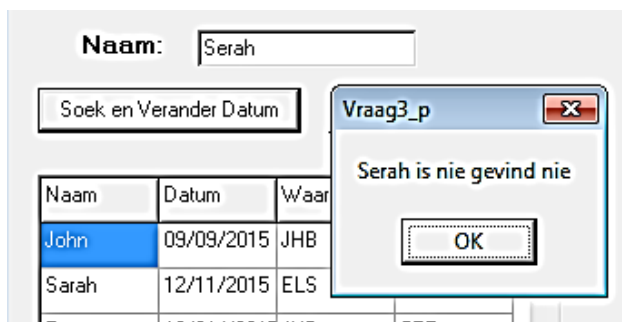 Naam: Serah
Soek en Verander Datum
Vraag3_p
Serah is nie gevind nie
OK
Naam Datum Waar
John 09/09/2015 JHB
Sarah 12/11/2015 ELS